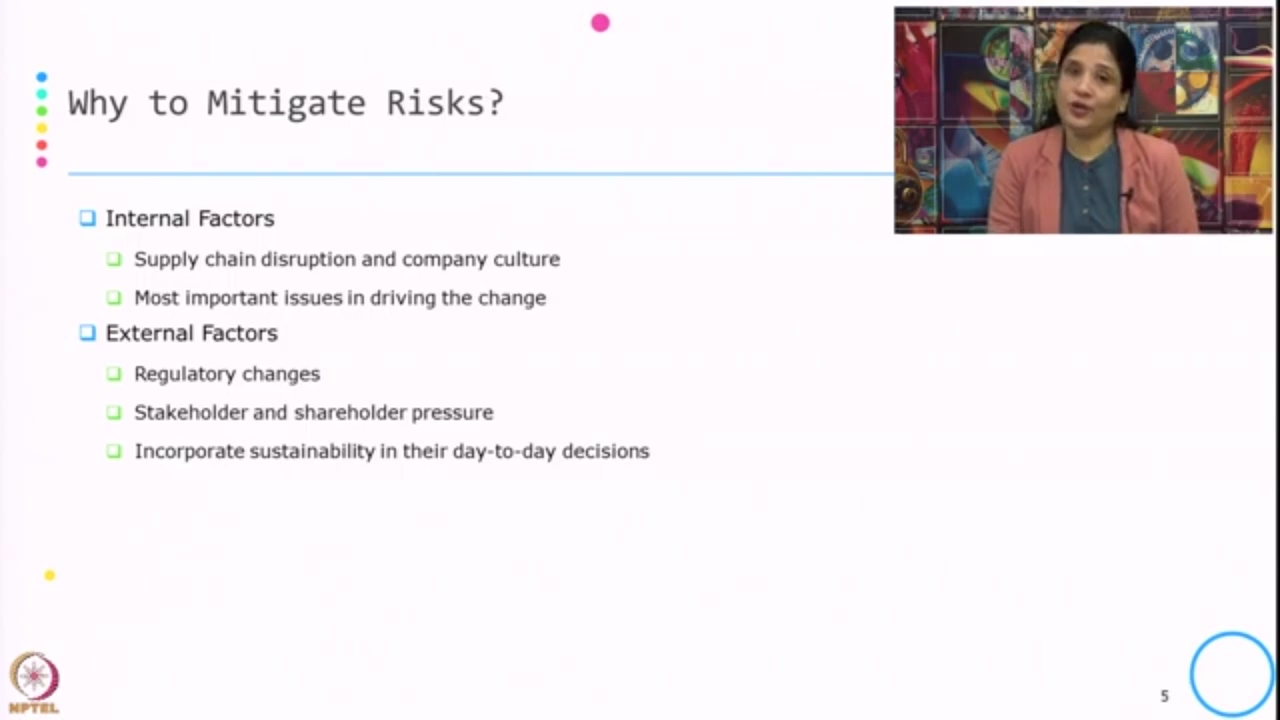 Why to Mitigate Risks?
Internal Factors
Supply chain disruption and company culture
Most important issues in driving the change
External Factors
Regulatory changes
Stakeholder and shareholder pressure
Incorporate sustainability in their day-to-day decisions
NPTEL
5